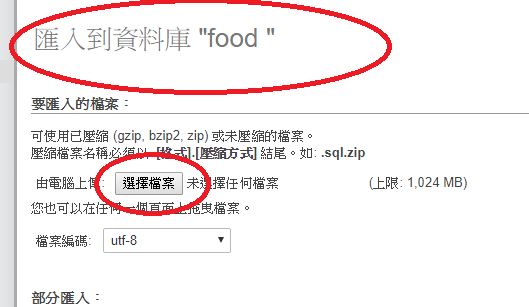 匯入到資料庫 "food "
要匯入的檔案：
可使用已壓縮 (gzip, bzip2, zip) 或未壓縮的檔案。
壓縮檔案名稱必須以 .[格式].[壓縮方式] 結尾。如: .sql.zip
由電腦上傳: 選擇檔案 未選擇任何檔案 (上限: 1,024 MB)
您也可以在任何一個頁面上拖曳檔案。
檔案編碼: utf-8
部分匯入：